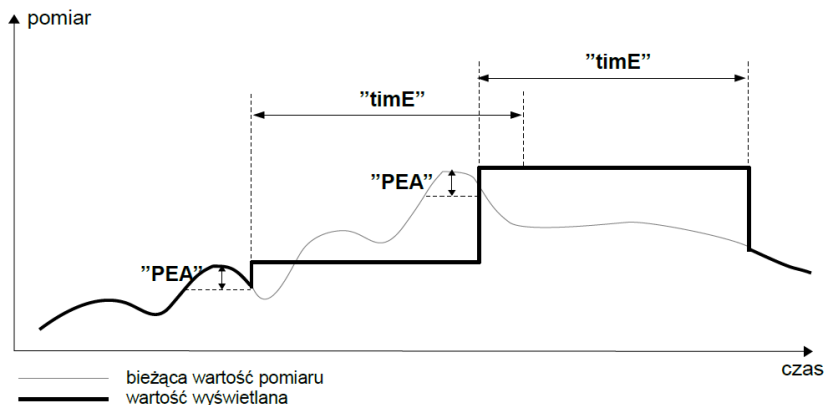 pomiar
”timE”
”timE”
”PEA”
”PEA”
czas
bieżąca wartość pomiaru
wartość wyświetlana